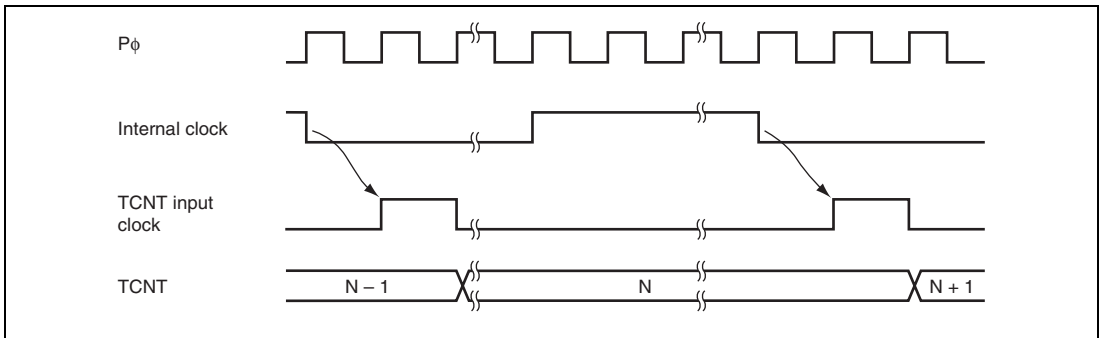 Pϕ
Internal clock
TCNT input
clock
TCNT
N – 1
N
N + 1